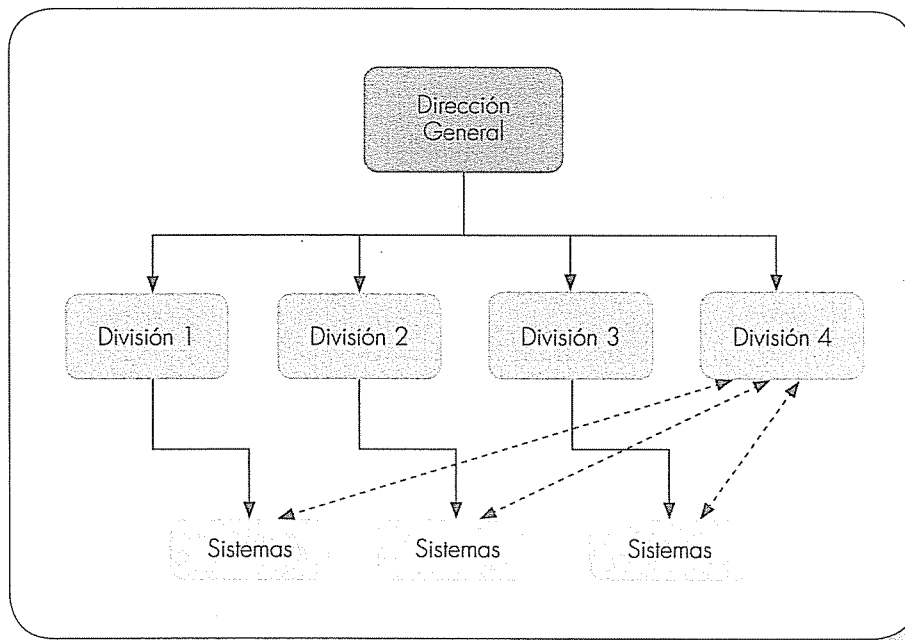 Dirección
General
División 1
División 2
División 3
División 4
Sistemas
Sistemas
Sistemas